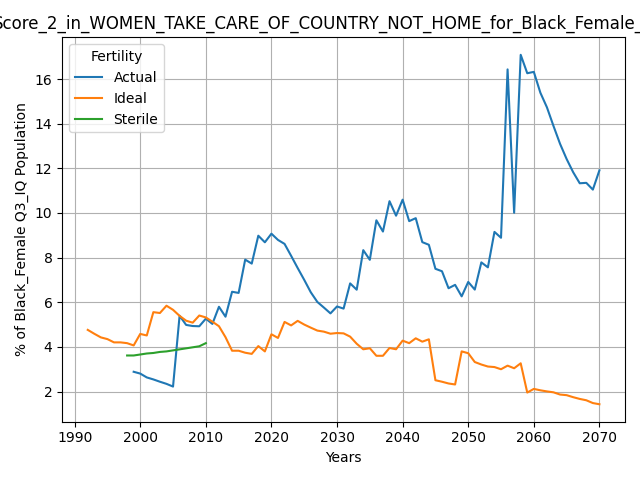 Score_2_in_WOMEN_TAKE_CARE_OF_COUNTRY_NOT_HOME_for_Black_Female_
Fertility
Actual
Ideal
Sterile
% of Black_Female Q3_IQ Population
16
14
12
10
8
6
4
2
1990 2000 2010 2020 2030 2040 2050 2060 2070
Years